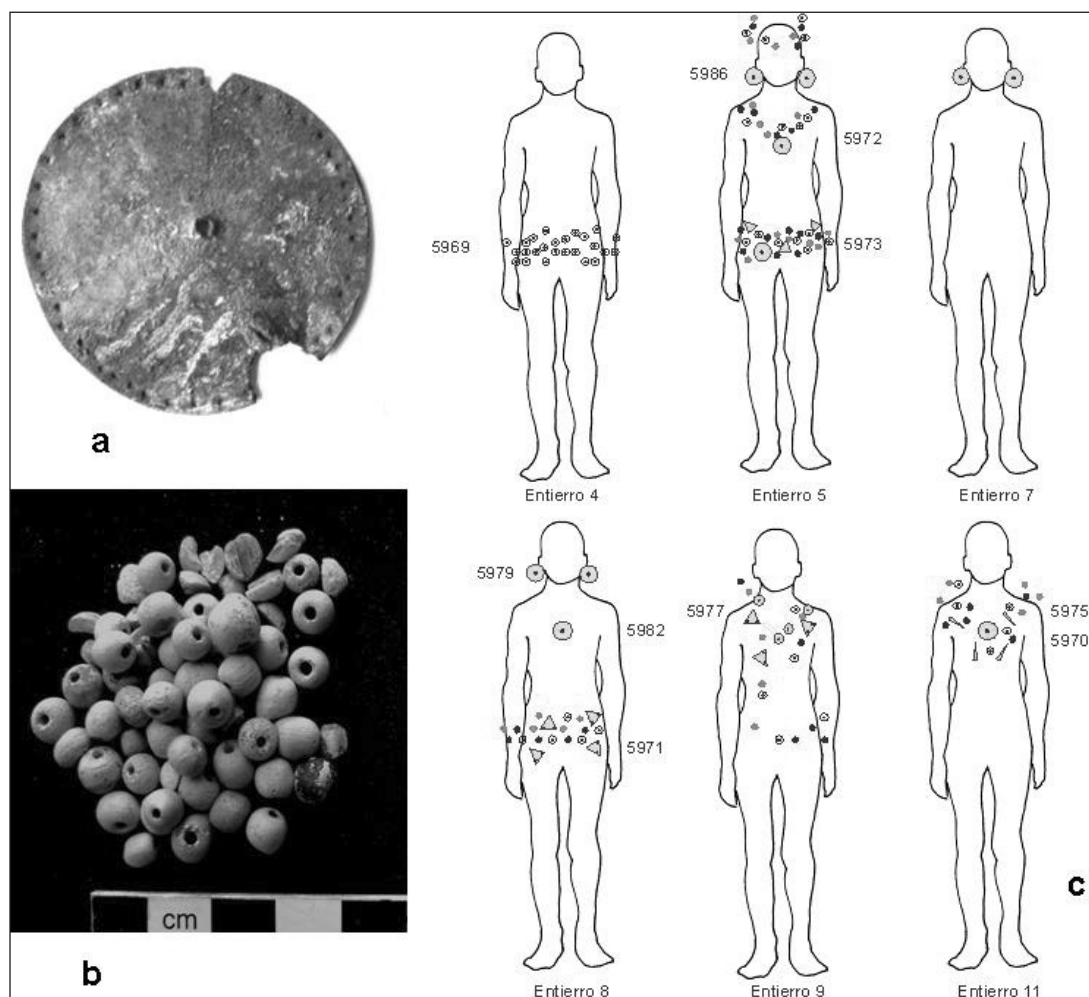 a
5969
Entierro 4
5986
5972
5973
Entierro 5
Entierro 7
cm
b
5979
5982
5971
Entierro 8
5977
Entierro 9
5975
5970
Entierro 11
c